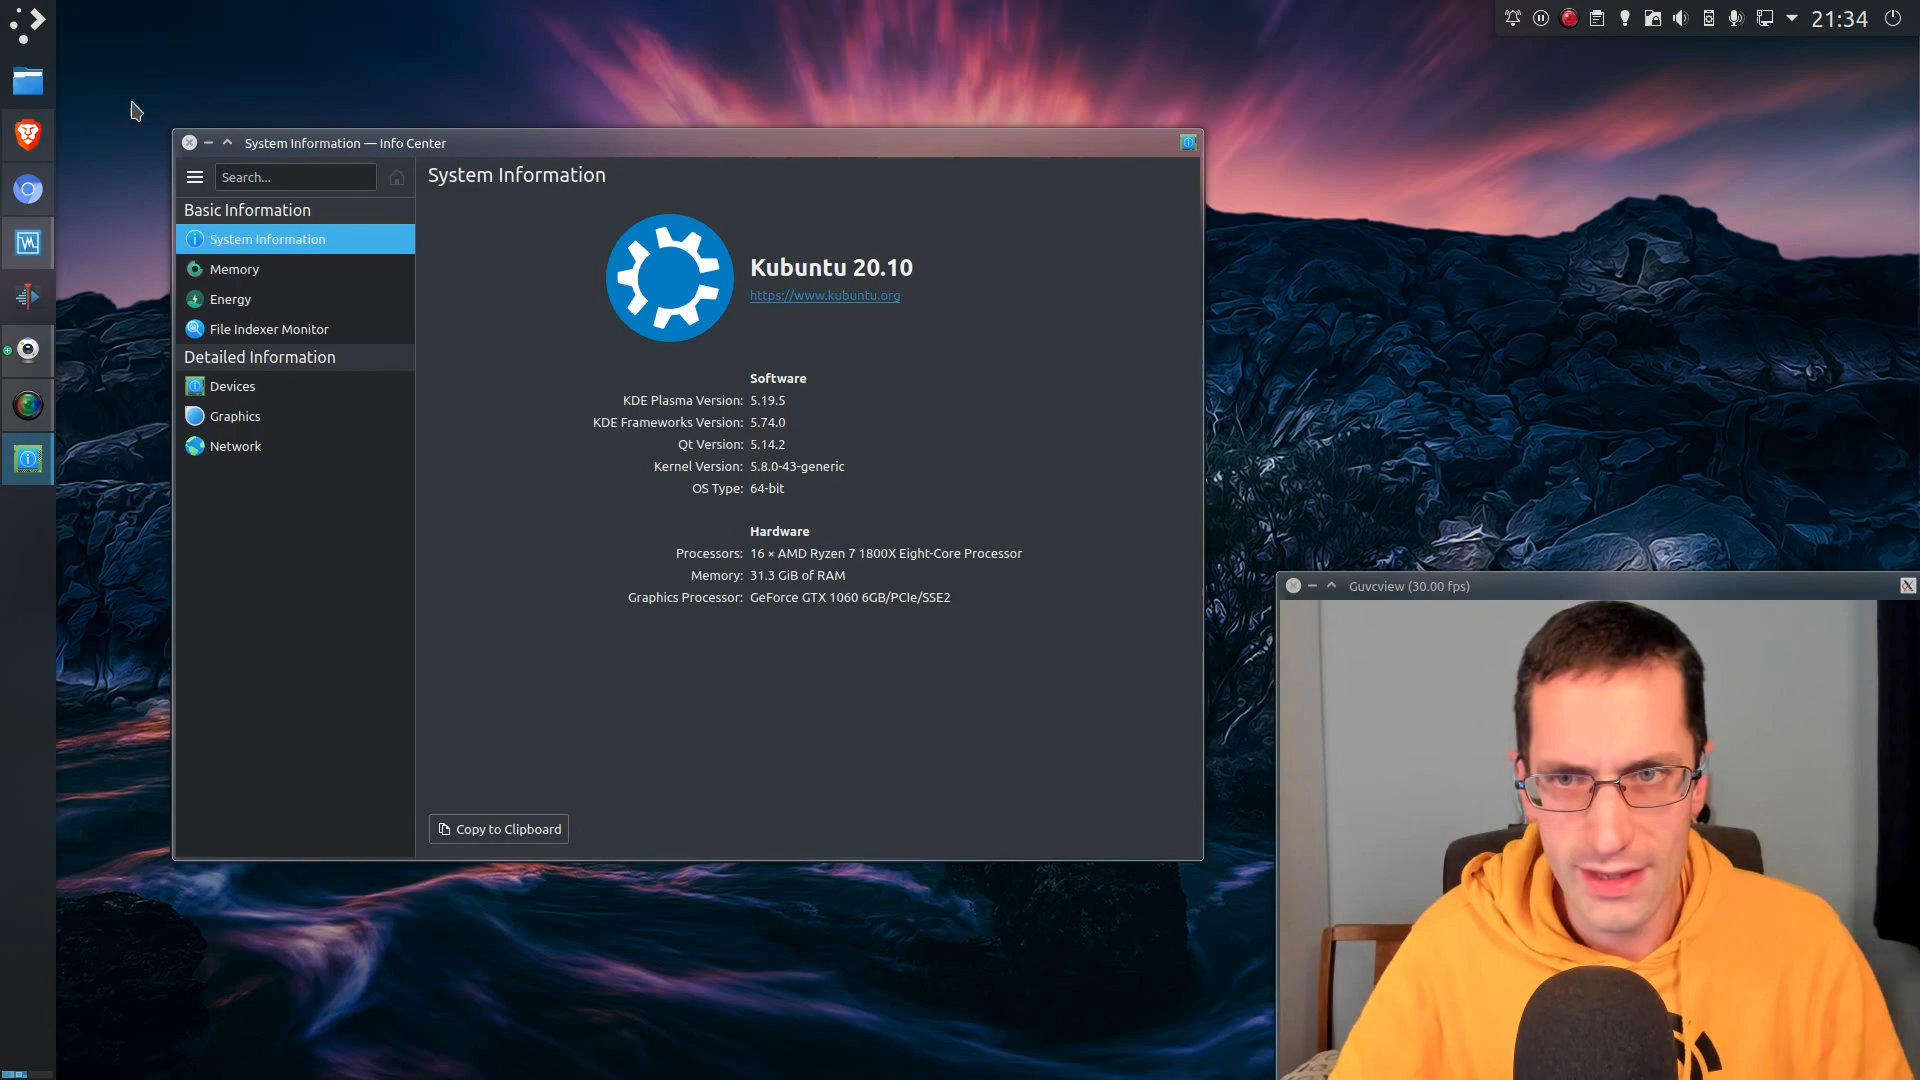 21:34
System Information — Info Center
Search...
System Information
Basic Information
System Information
Memory
Energy
File Indexer Monitor
Detailed Information
Devices
Graphics
Network
Kubuntu 20.10
https://www.kubuntu.org
Software
KDE Plasma Version: 5.19.5
KDE Frameworks Version: 5.74.0
Qt Version: 5.14.2
Kernel Version: 5.8.0-43-generic
OS Type: 64-bit
Hardware
Processors: 16 × AMD Ryzen 7 1800X Eight-Core Processor
Memory: 31.3 GiB of RAM
Graphics Processor: GeForce GTX 1060 6GB/PCIe/SSE2
Copy to Clipboard
Guvcview (30.00 fps)